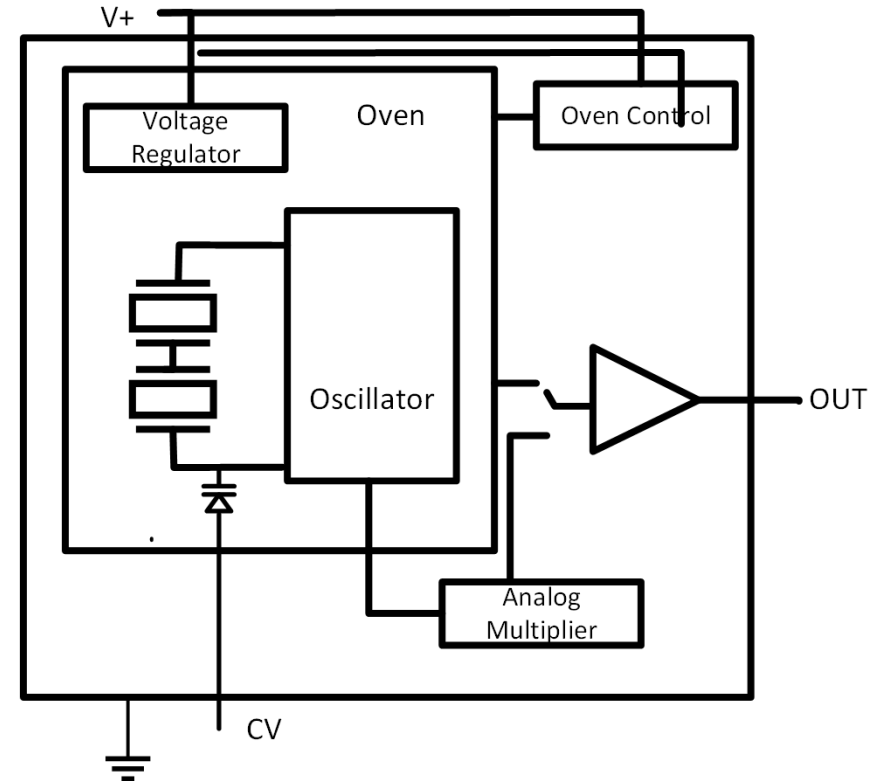 V+
Voltage
Regulator
Oven
Oven Control
Oscillator
OUT
Analog
Multiplier
CV